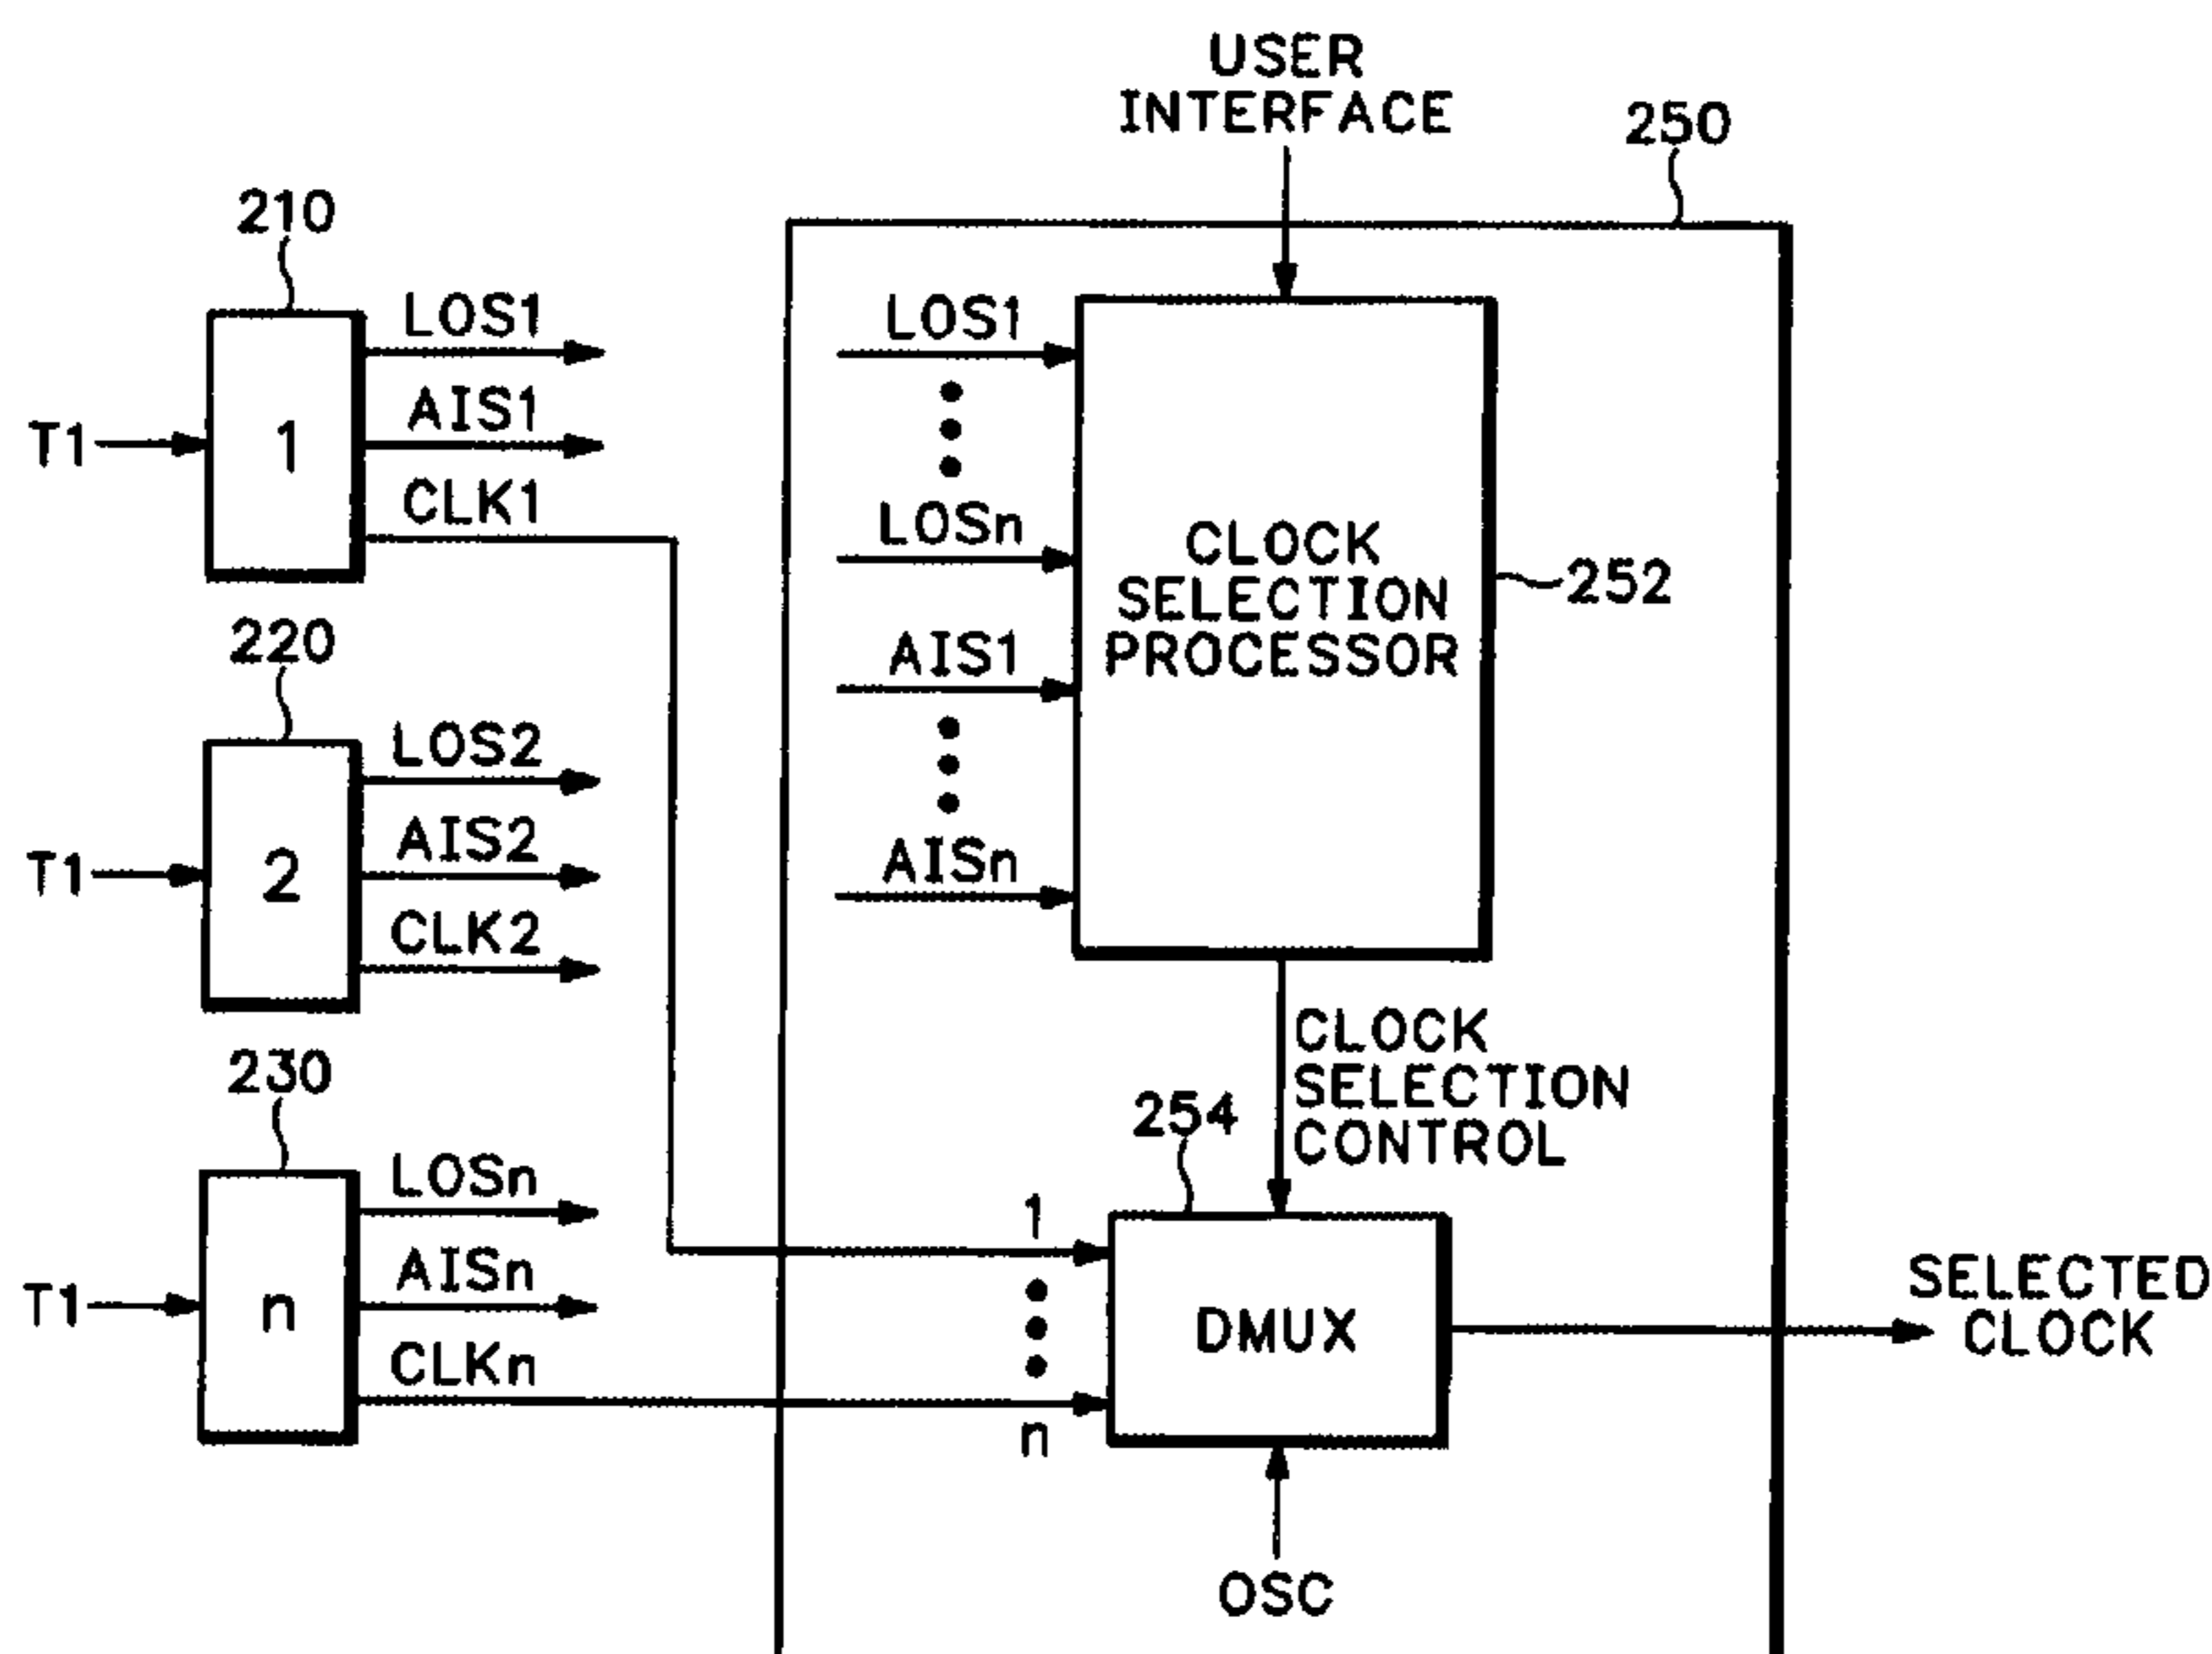 USER
INTERFACE
250
210
LOS1
AIS1
CLK1
T1
1
220
LOS2
AIS2
CLK2
T1
2
230
LOSn
AISn
CLKn
T1
n
LOS1
LOSn
AIS1
AISn
CLOCK
SELECTION
PROCESSOR
252
CLOCK
SELECTION
CONTROL
254
1
n
DMUX
OSC
SELECTED
CLOCK